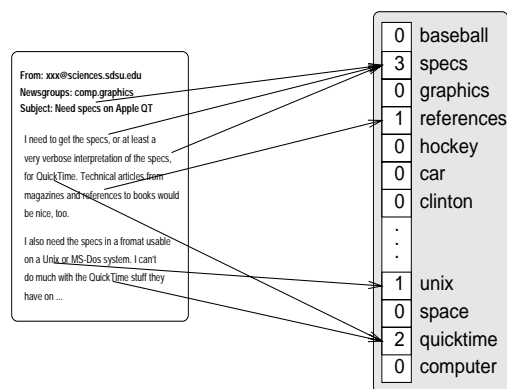 From: xxx@sciences.sdsu.edu
Newsgroups: comp.graphics
Subject: Need specs on Apple QT
I need to get the specs, or at least a
very verbose interpretation of the specs,
for QuickTime. Technical articles from
magazines and references to books would
be nice, too.
I also need the specs in a fromat usable
on a Unix or MS-Dos system. I can't
do much with the QuickTime stuff they
have on ...
0 baseball
3 specs
0 graphics
1 references
0 hockey
0 car
0 clinton
.
.
.
1 unix
0 space
2 quicktime
0 computer